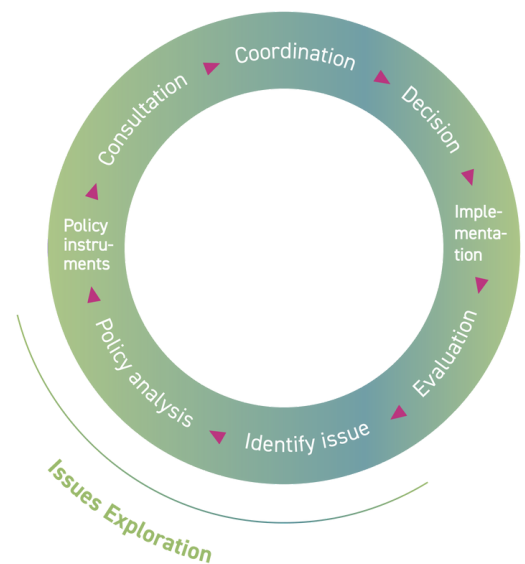 Coordination
Decision
Imple-
menta-
tion
Evaluation
Identify issue
Policy analysis
Policy
instru-
ments
Consultation
Issues Exploration